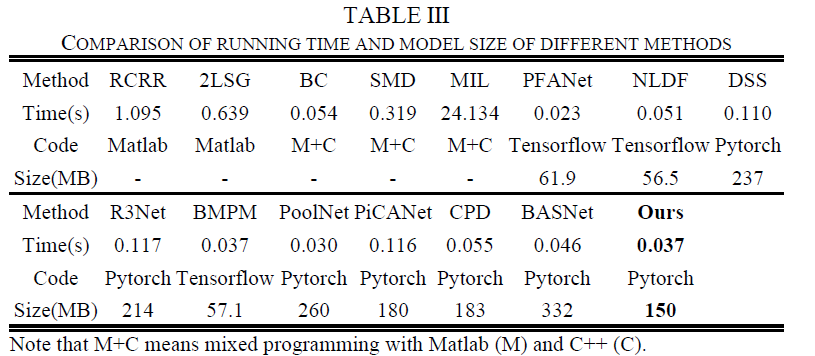 TABLE III
COMPARISON OF RUNNING TIME AND MODEL SIZE OF DIFFERENT METHODS
Method RCRR 2LSG BC SMD MIL PFANet NLDF DSS
Time(s) 1.095 0.639 0.054 0.319 24.134 0.023 0.051 0.110
Code Matlab Matlab M+C M+C M+C Tensorflow Tensorflow Pytorch
Size(MB) - - - - - 61.9 56.5 237
Method R3Net BMPM PoolNet PiCANet CPD BASNet Ours
Time(s) 0.117 0.037 0.030 0.116 0.055 0.046 0.037
Code Pytorch Tensorflow Pytorch Pytorch Pytorch Pytorch Pytorch
Size(MB) 214 57.1 260 180 183 332 150
Note that M+C means mixed programming with Matlab (M) and C++ (C).